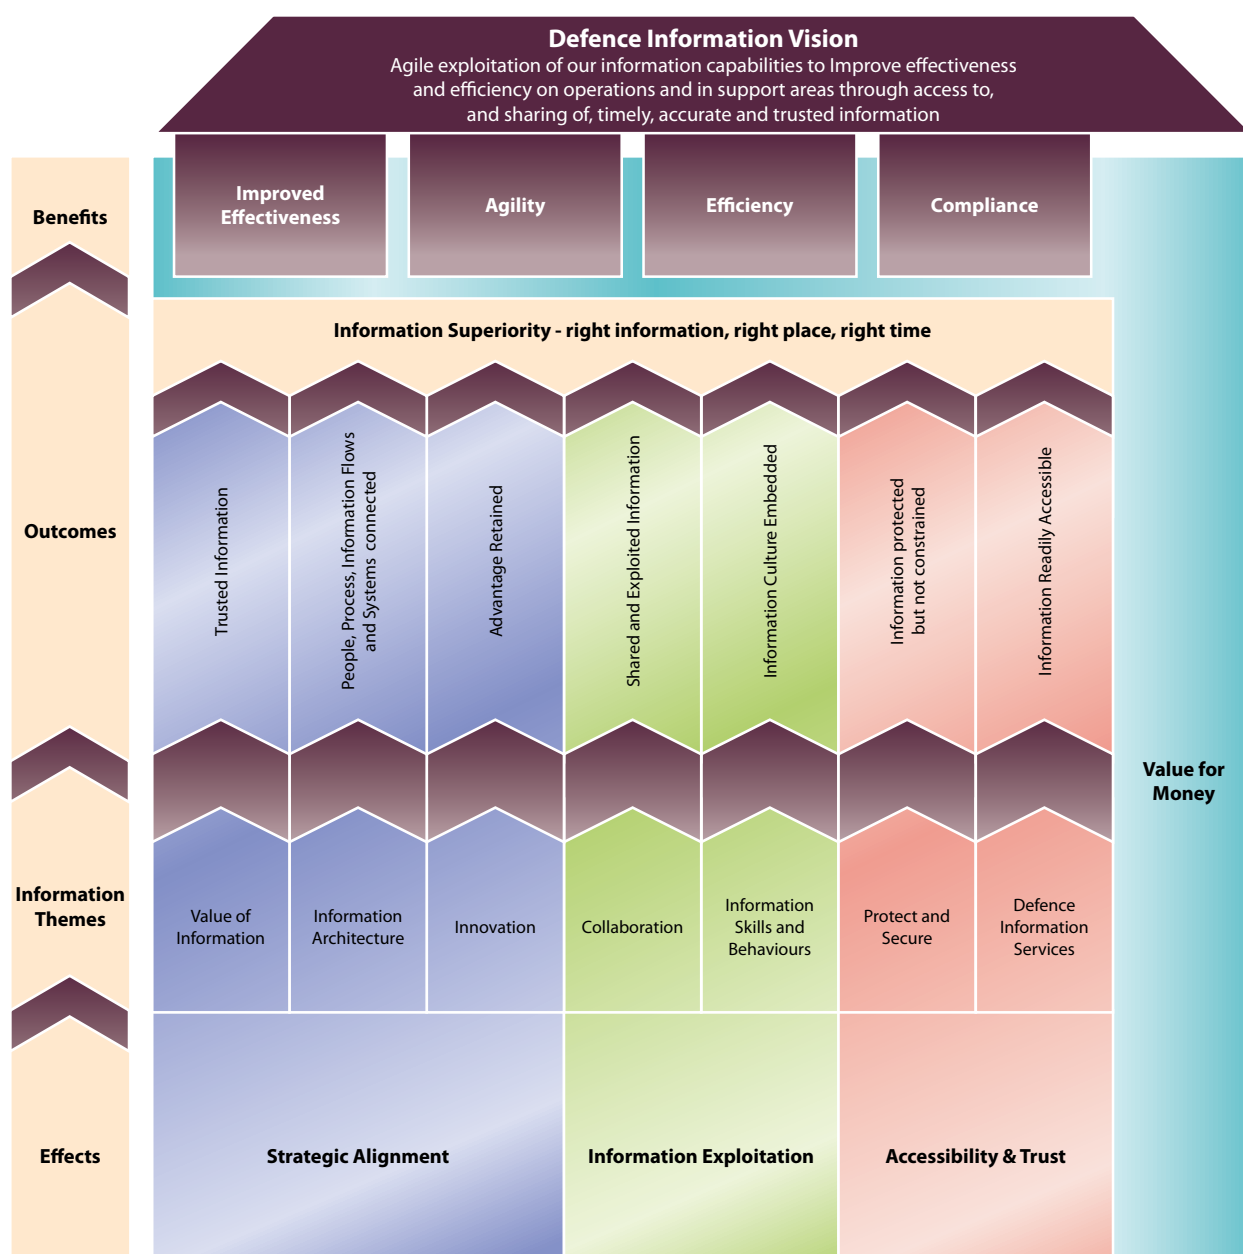 Defence Information Vision
Agile exploitation of our information capabilities to Improve effectiveness
and efficiency on operations and in support areas through access to,
and sharing of, timely, accurate and trusted information
Benefits
Improved
Effectiveness
Agility
Efficiency
Compliance
Information Superiority - right information, right place, right time
Outcomes
Trusted Information
People, Process, Information Flows
and Systems connected
Advantage Retained
Shared and Exploited Information
Information Culture Embedded
Information protected
but not constrained
Information Readily Accessible
Value for
Money
Information
Themes
Value of
Information
Information
Architecture
Innovation
Collaboration
Information
Skills and
Behaviours
Protect and
Secure
Defence
Information
Services
Effects
Strategic Alignment
Information Exploitation
Accessibility & Trust